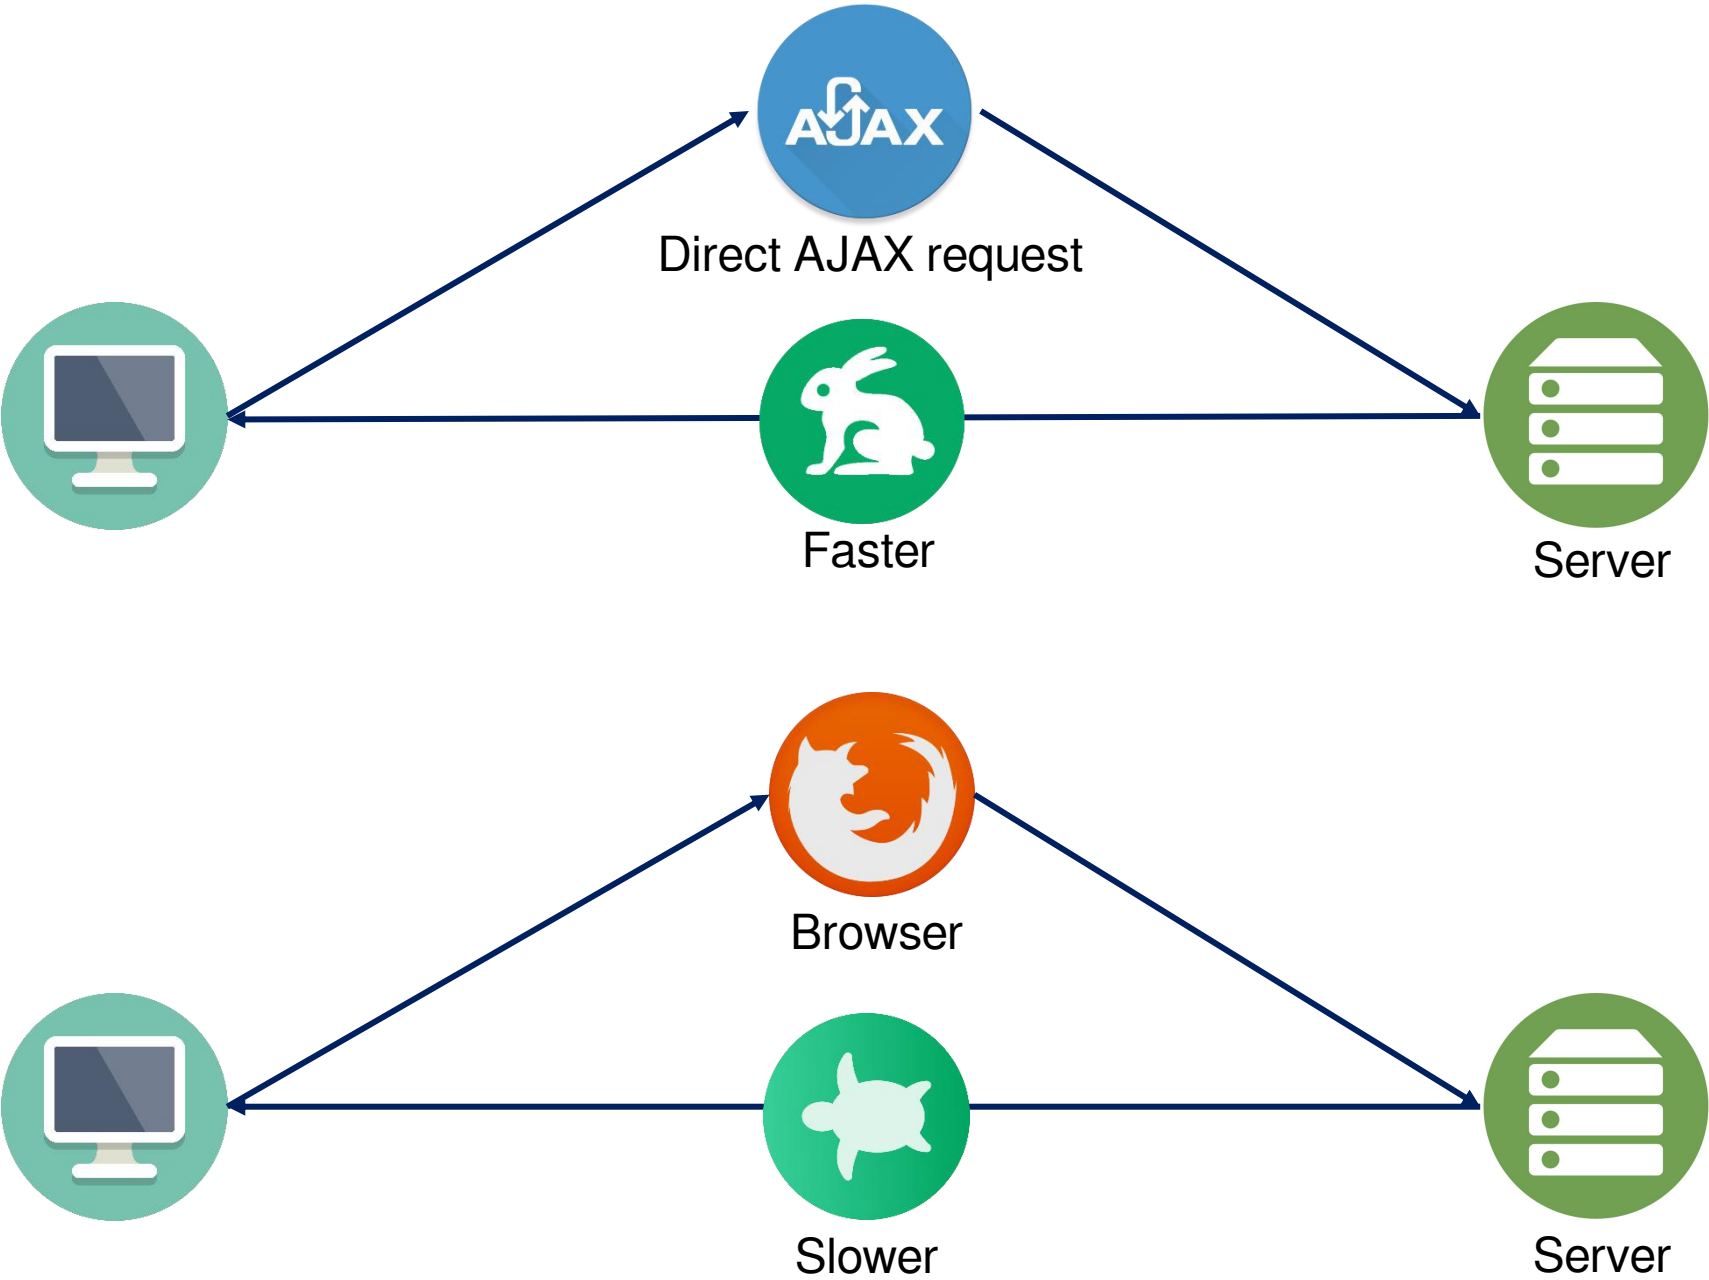 AJAX
Direct AJAX request
Faster
Server
Browser
Slower
Server